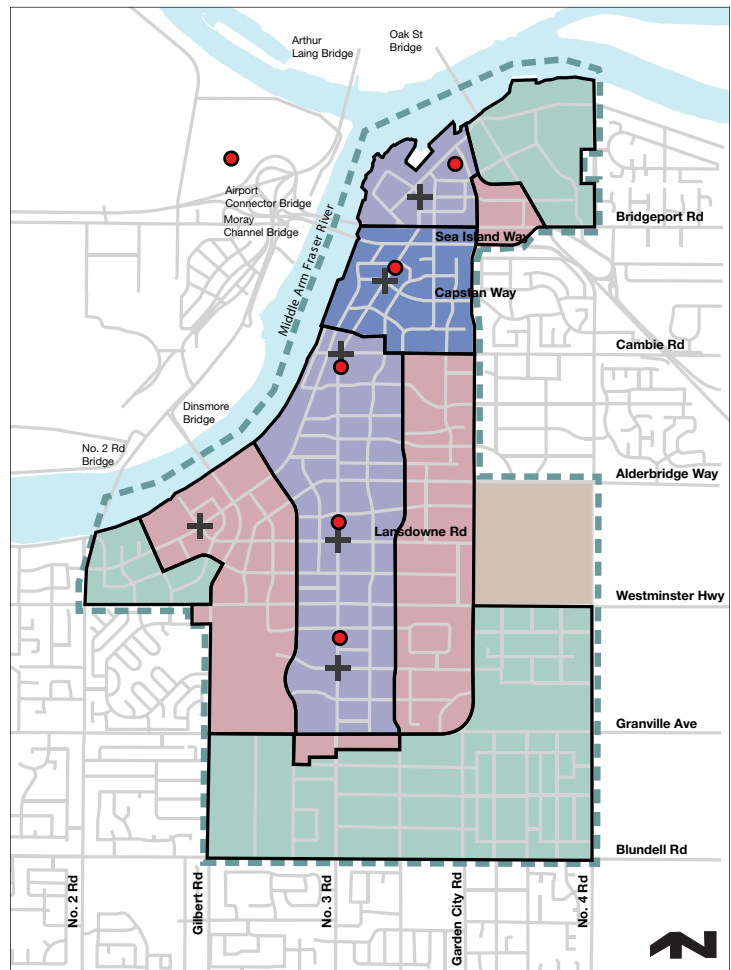 Oak St
Bridge
Arthur
Laing Bridge
Airport
Connector Bridge
Moray
Channel Bridge
Bridgeport Rd
Sea Island Way
Middle Arm Fraser River
Capstan Way
Cambie Rd
Dinsmore
Bridge
No. 2 Rd
Bridge
Alderbridge Way
Lansdowne Rd
Westminster Hwy
Granville Ave
Blundell Rd
No. 2 Rd
Gilbert Rd
No. 3 Rd
Garden City Rd
No. 4 Rd
N